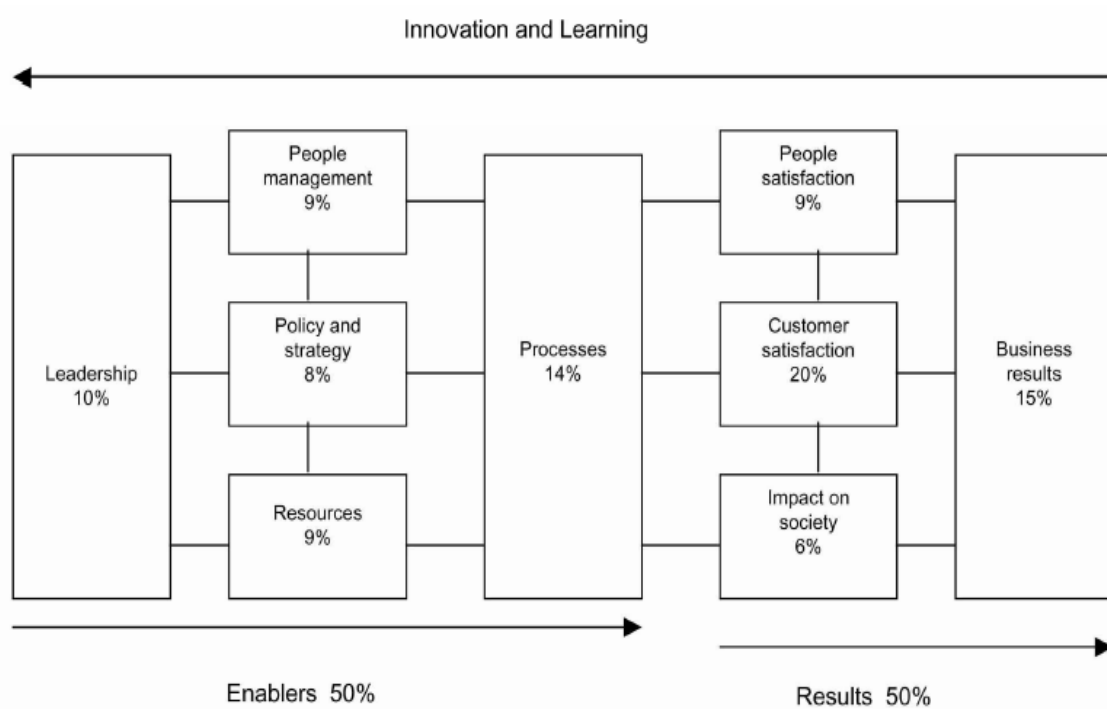 Innovation and Learning
Leadership
10%
People
management
9%
Policy and
strategy
8%
Resources
9%
Processes
14%
People
satisfaction
9%
Customer
satisfaction
20%
Impact on
society
6%
Business
results
15%
Enablers 50%
Results 50%